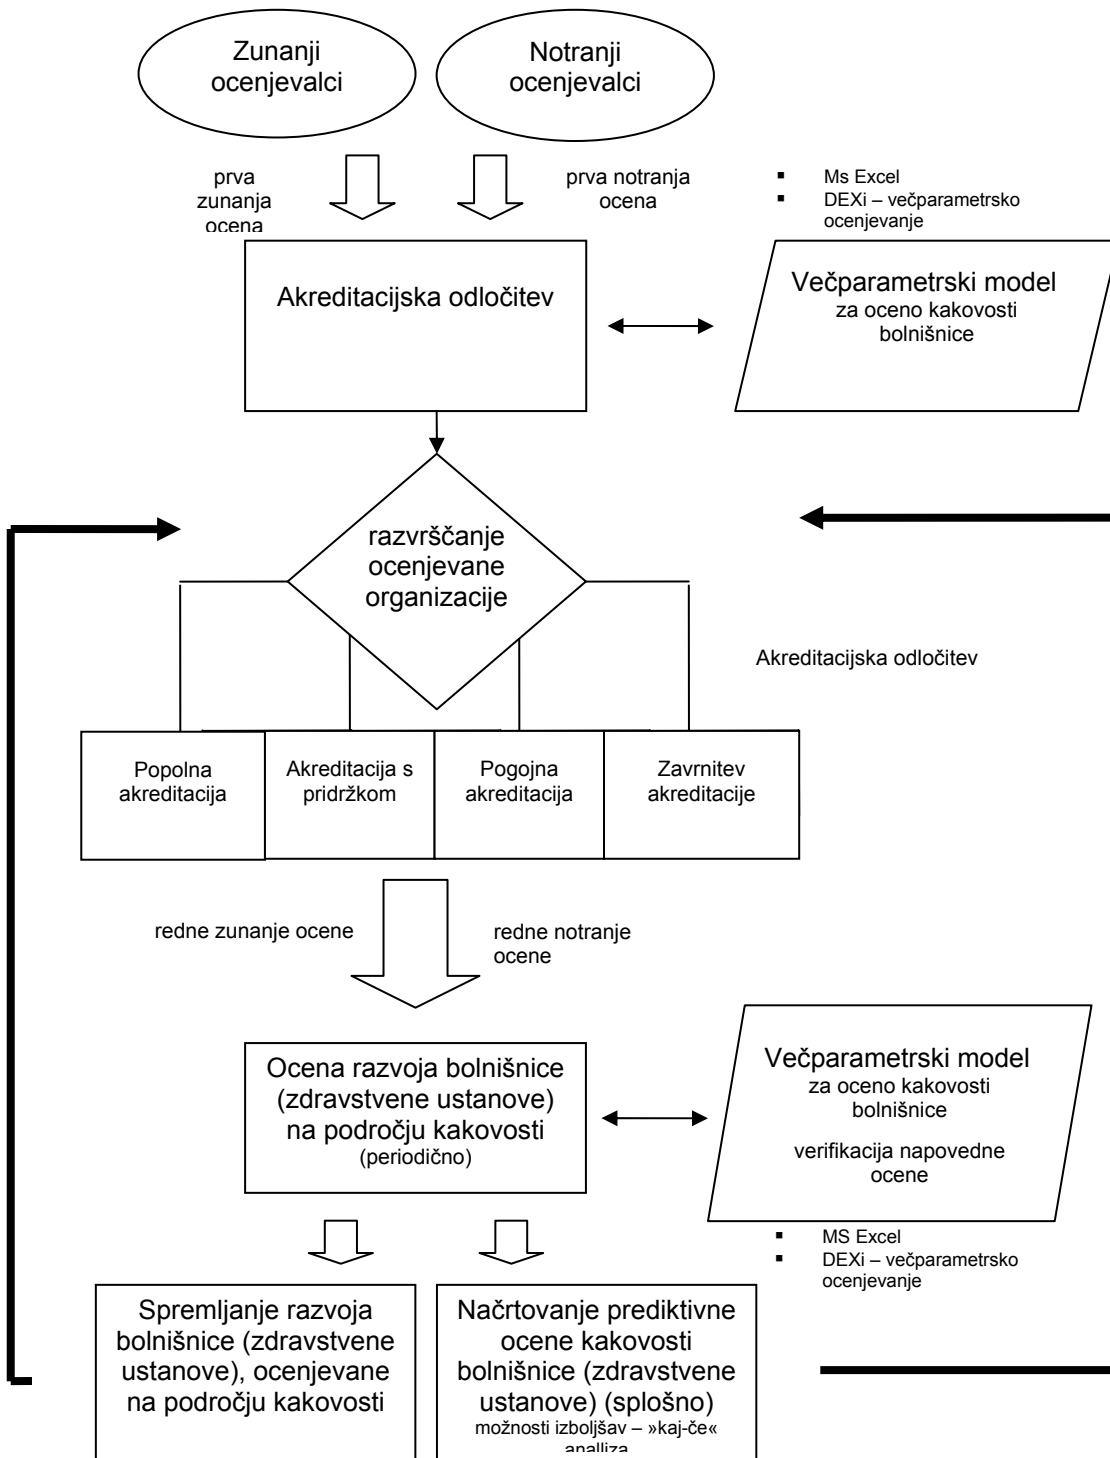 Zunanji
ocenjevalci
Notranji
ocenjevalci
prva
zunanja
ocena
prva notranja
ocena
▪ Ms Excel
▪ DEXi – večparametrsko
ocenjevanje
Akreditacijska odločitev
Večparametrski model
za oceno kakovosti
bolnišnice
razvrščanje
ocenjevane
organizacije
Akreditacijska odločitev
Popolna
akreditacija
Akreditacija s
pridržkom
Pogojna
akreditacija
Zavrnitev
akreditacije
redne zunanje ocene
redne notranje
ocene
Ocena razvoja bolnišnice
(zdravstvene ustanove)
na področju kakovosti
(periodično)
Večparametrski model
za oceno kakovosti
bolnišnice
verifikacija napovedne
ocene
▪ MS Excel
▪ DEXi – večparametrsko
ocenjevanje
Spremljanje razvoja
bolnišnice (zdravstvene
ustanove), ocenjevane
na področju kakovosti
Načrtovanje prediktivne
ocene kakovosti
bolnišnice (zdravstvene
ustanove) (splošno)
možnosti izboljšav – »kaj-če«
analliza